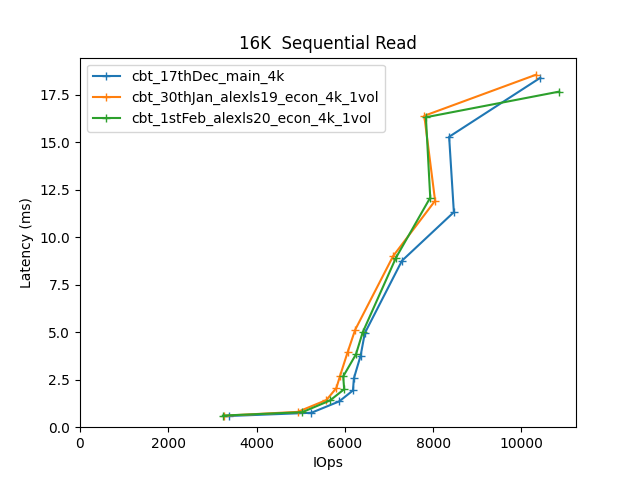 16K  Sequential Read
cbt_17thDec_main_4k
cbt_30thJan_alexls19_econ_4k_1vol
cbt_1stFeb_alexls20_econ_4k_1vol
Latency (ms)
17.5
15.0
12.5
10.0
7.5
5.0
2.5
0.0
0 2000 4000 6000 8000 10000
IOps